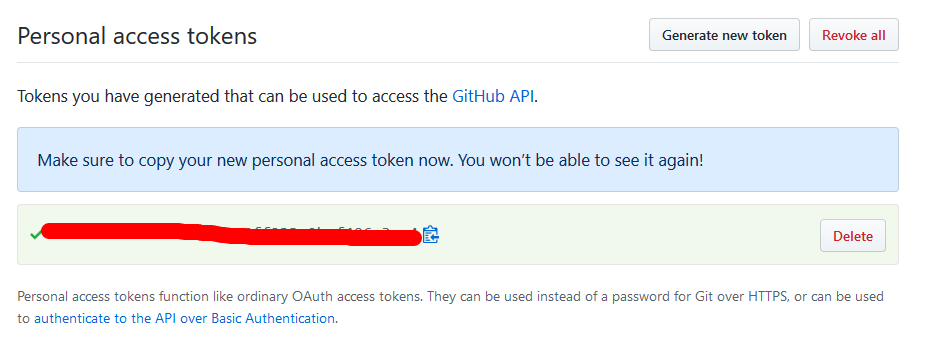 Personal access tokens
Generate new token
Revoke all
Tokens you have generated that can be used to access the GitHub API.
Make sure to copy your new personal access token now. You won’t be able to see it again!
Delete
Personal access tokens function like ordinary OAuth access tokens. They can be used instead of a password for Git over HTTPS, or can be used
to authenticate to the API over Basic Authentication.